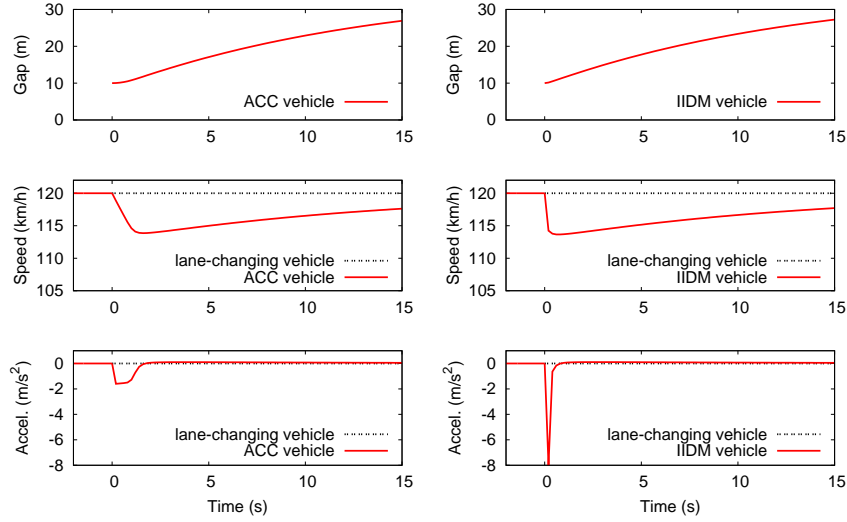 30
20
10
0
0 5 10 15
Gap (m)
ACC vehicle
30
20
10
0
0 5 10 15
Gap (m)
IIDM vehicle
120
115
110
105
0 5 10 15
Speed (km/h)
lane-changing vehicle
ACC vehicle
120
115
110
105
0 5 10 15
Speed (km/h)
lane-changing vehicle
IIDM vehicle
0
-2
-4
-6
-8
0 5 10 15
Accel. (m/s²)
Time (s)
lane-changing vehicle
ACC vehicle
0
-2
-4
-6
-8
0 5 10 15
Accel. (m/s²)
Time (s)
lane-changing vehicle
IIDM vehicle